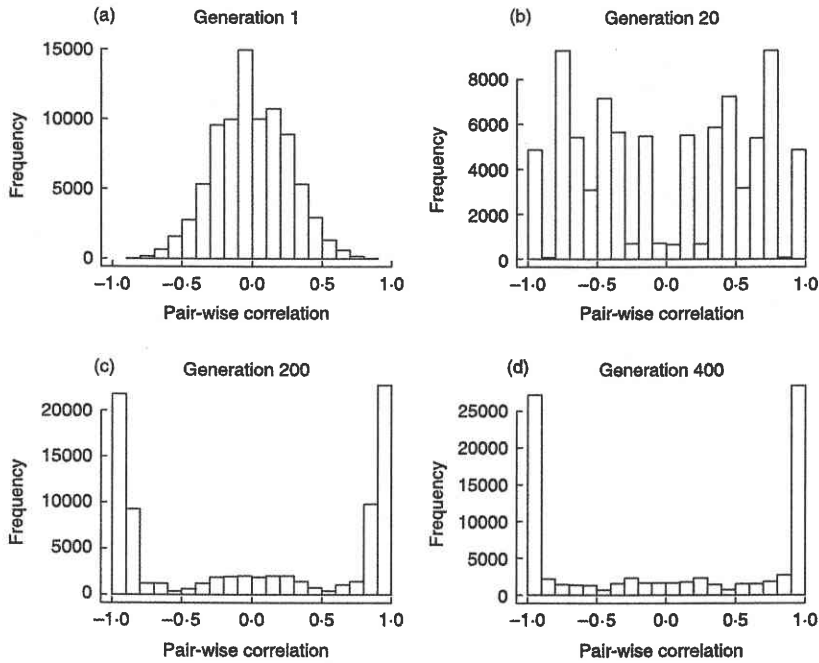 (a) Generation 1
15000
10000
5000
0
Frequency
−1·0 −0·5 0·0 0·5 1·0
Pair-wise correlation
(b) Generation 20
8000
6000
4000
2000
0
Frequency
−1·0 −0·5 0·0 0·5 1·0
Pair-wise correlation
(c) Generation 200
20000
15000
10000
5000
0
Frequency
−1·0 −0·5 0·0 0·5 1·0
Pair-wise correlation
(d) Generation 400
25000
20000
15000
10000
5000
0
Frequency
−1·0 −0·5 0·0 0·5 1·0
Pair-wise correlation